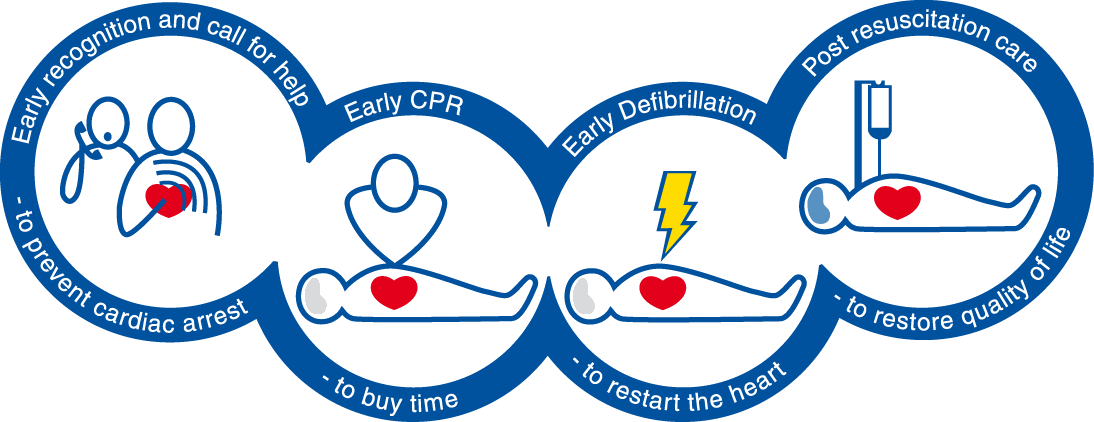 Early recognition and call for help
- to prevent cardiac arrest
Early CPR
- to buy time
Early Defibrillation
- to restart the heart
Post resuscitation care
- to restore quality of life